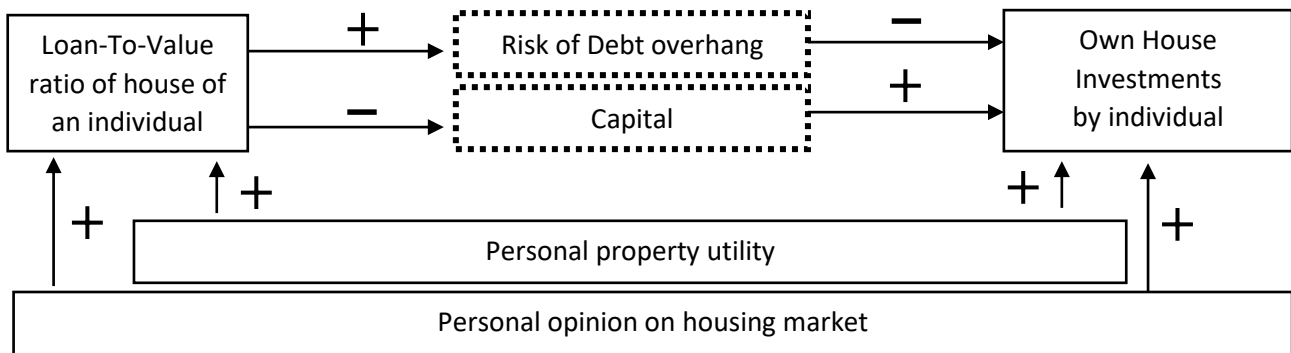 Loan-To-Value
ratio of house of
an individual
+
−
Risk of Debt overhang
Capital
−
+
Own House
Investments
by individual
+
+
+
+
Personal property utility
Personal opinion on housing market